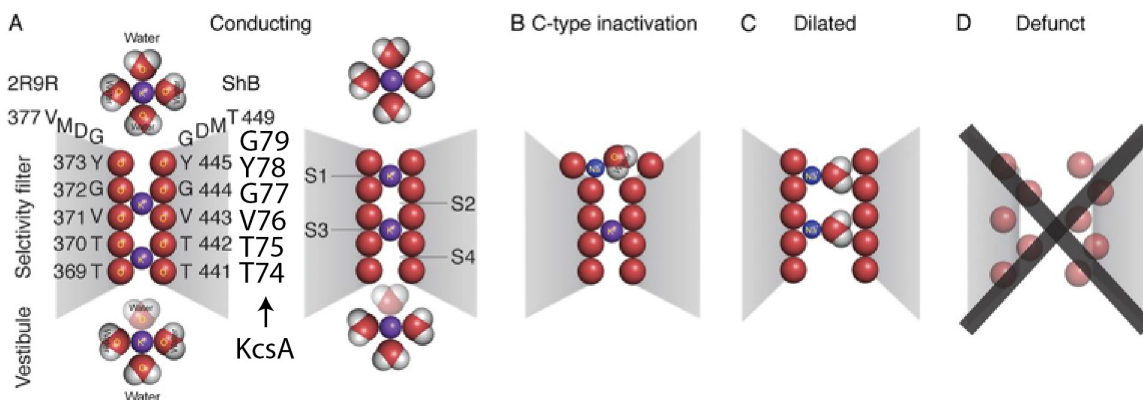 A
Conducting
B C-type inactivation
C
Dilated
D
Defunct
Water
2R9R
ShB
377 V M D G
G D M T 449
G79
373 Y
Y 445
Y78
372 G
G 444
G77
371 V
V 443
V76
370 T
T 442
T75
369 T
T 441
T74
S1
S2
S3
S4
Selctivity filter
Vestibule
KcsA
Water
Water
Water